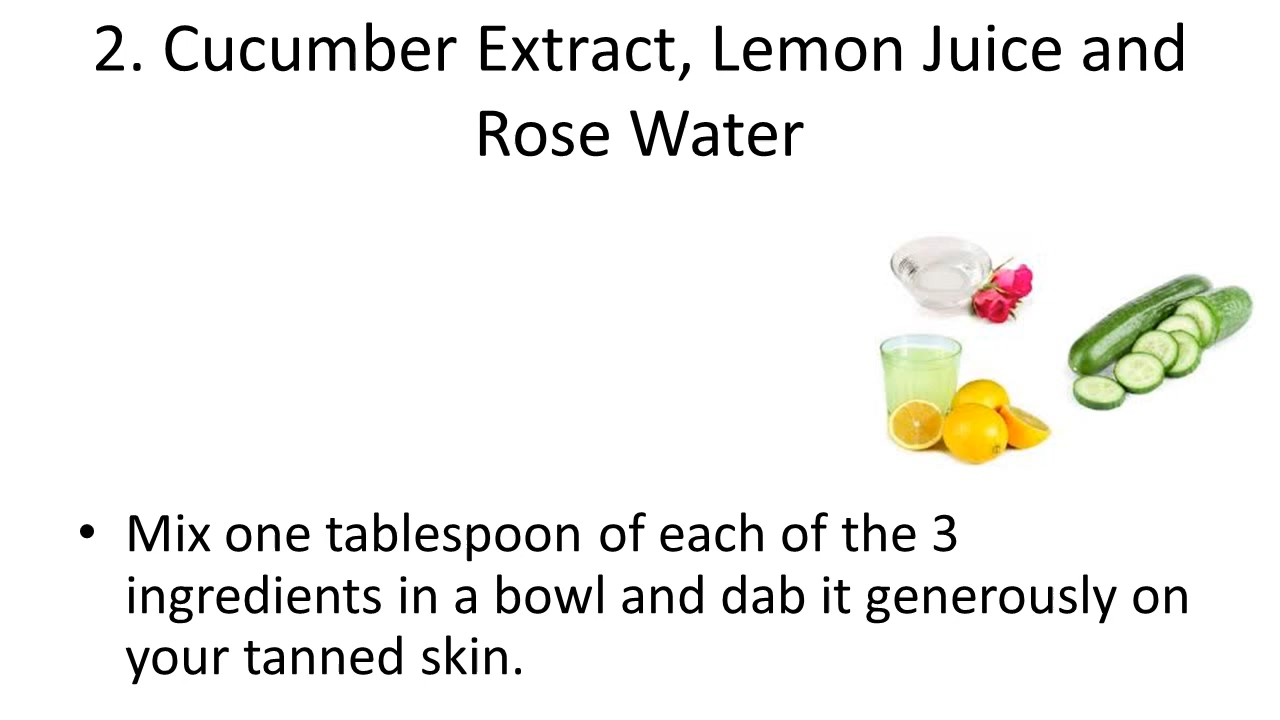 2. Cucumber Extract, Lemon Juice and
Rose Water
• Mix one tablespoon of each of the 3
ingredients in a bowl and dab it generously on
your tanned skin.